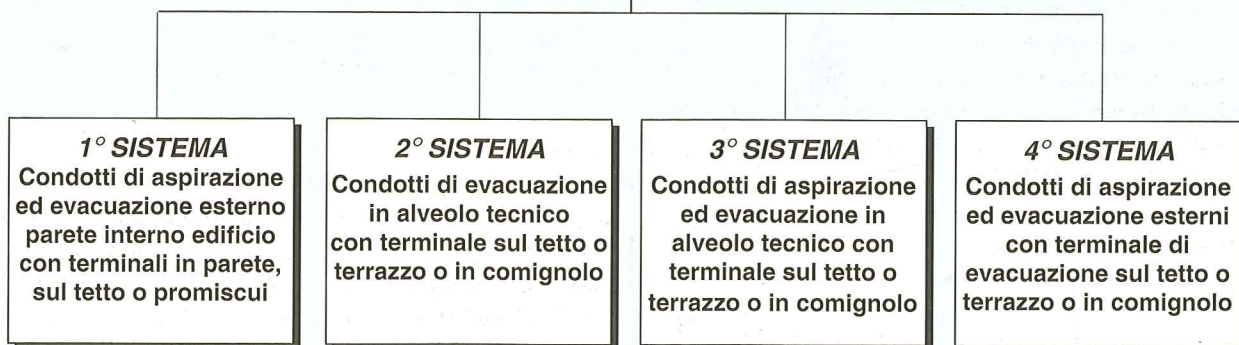 1° SISTEMA
Condotti di aspirazione
ed evacuazione esterno
parete interno edificio
con terminali in parete,
sul tetto o promiscui
2° SISTEMA
Condotti di evacuazione
in alveolo tecnico
con terminale sul tetto o
terrazzo o in comignolo
3° SISTEMA
Condotti di aspirazione
ed evacuazione in
alveolo tecnico con
terminale sul tetto o
terrazzo o in comignolo
4° SISTEMA
Condotti di aspirazione
ed evacuazione esterni
con terminale di
evacuazione sul tetto o
terrazzo o in comignolo